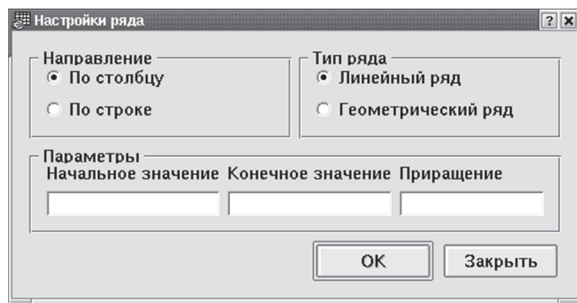 Настройки ряда
Направление
По столбцу
По строке
Тип ряда
Линейный ряд
Геометрический ряд
Параметры
Начальное значение Конечное значение Приращение
OK Закрыть